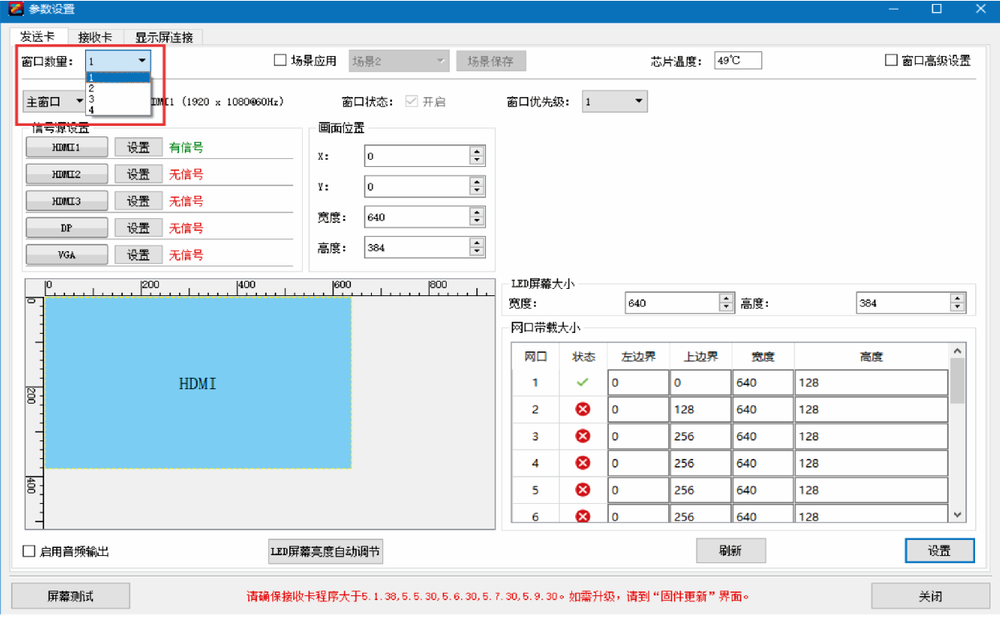 参数设置
发送卡 接收卡 显示屏连接
窗口数量： 1 场景应用 场景2 场景保存 芯片温度： 49℃ 窗口高级设置
1
2
3
4
主窗口 DMI1 (1920 x 1080@60Hz) 窗口状态： 开启 窗口优先级： 1
信号源设置 画面位置
HDMI1 设置 有信号
HDMI2 设置 无信号
HDMI3 设置 无信号
DP 设置 无信号
VGA 设置 无信号
X： 0
Y： 0
宽度： 640
高度： 384
0 200 400 600 800
0
200
400
HDMI
LED屏幕大小
宽度： 640 高度： 384
网口带载大小
网口 状态 左边界 上边界 宽度 高度
1 0 0 640 128
2 0 128 640 128
3 0 256 640 128
4 0 256 640 128
5 0 256 640 128
6 0 256 640 128
启用音频输出 LED屏幕亮度自动调节 刷新 设置
屏幕测试 请确保接收卡程序大于5.1.38,5.5.30,5.6.30,5.7.30,5.9.30。如需升级，请到“固件更新”界面。 关闭